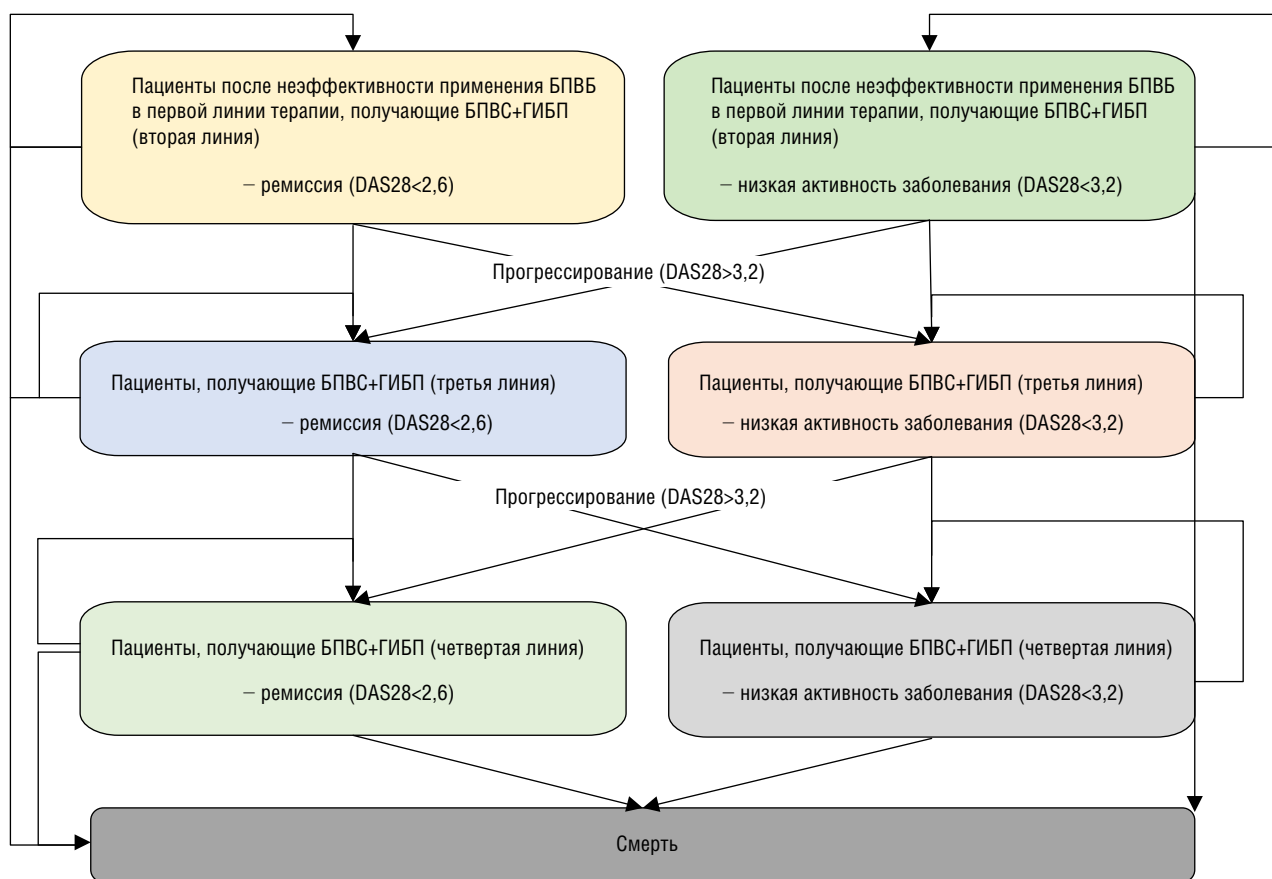 Пациенты после неэффективности применения БПВБ
в первой линии терапии, получающие БПВС+ГИБП
(вторая линия)
– ремиссия (DAS28<2,6)
Пациенты после неэффективности применения БПВБ
в первой линии терапии, получающие БПВС+ГИБП
(вторая линия)
– низкая активность заболевания (DAS28<3,2)
Прогрессирование (DAS28>3,2)
Пациенты, получающие БПВС+ГИБП (третья линия)
– ремиссия (DAS28<2,6)
Пациенты, получающие БПВС+ГИБП (третья линия)
– низкая активность заболевания (DAS28<3,2)
Прогрессирование (DAS28>3,2)
Пациенты, получающие БПВС+ГИБП (четвертая линия)
– ремиссия (DAS28<2,6)
Пациенты, получающие БПВС+ГИБП (четвертая линия)
– низкая активность заболевания (DAS28<3,2)
Смерть